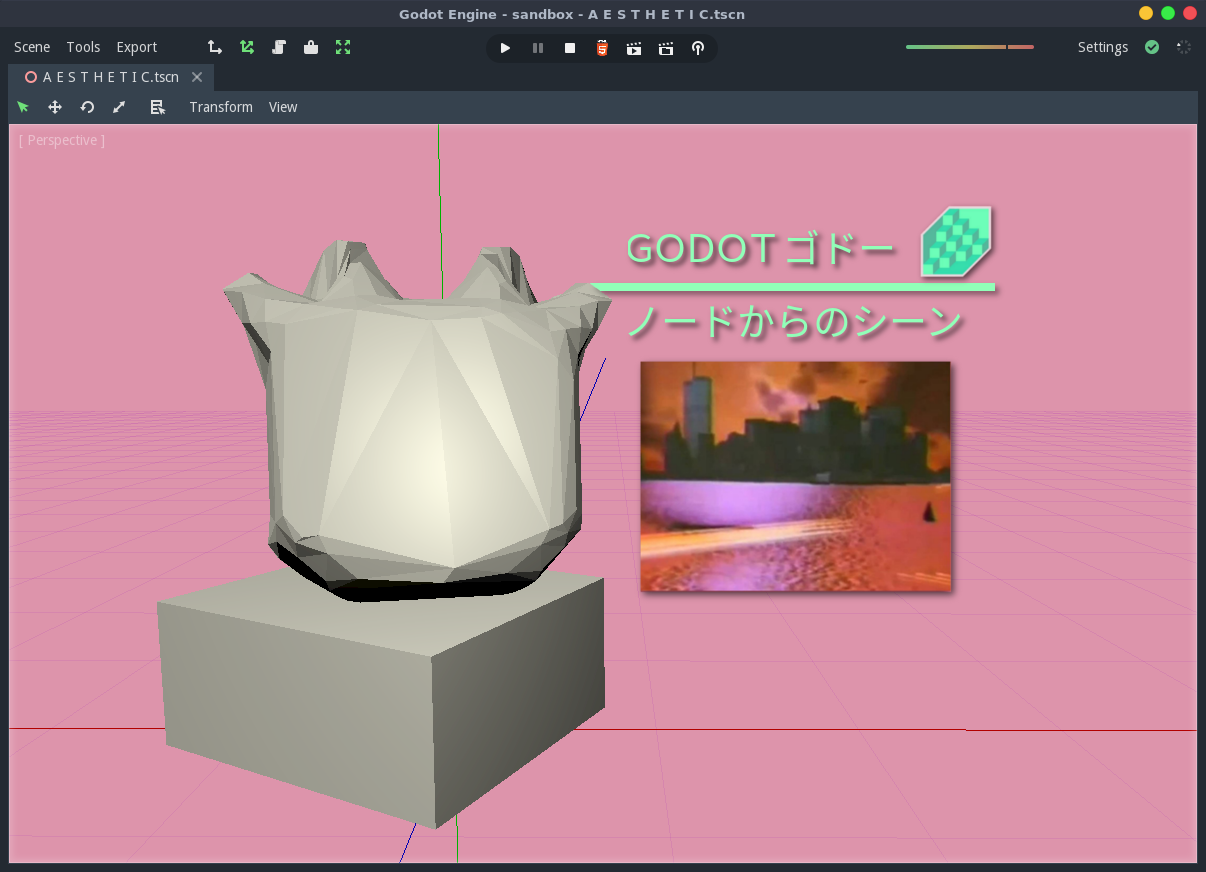 Godot Engine - sandbox - A E S T H E T I C.tscn
Scene Tools Export Settings
A E S T H E T I C.tscn
Transform View
[ Perspective ]
GODOT ゴドー
ノードからのシーン